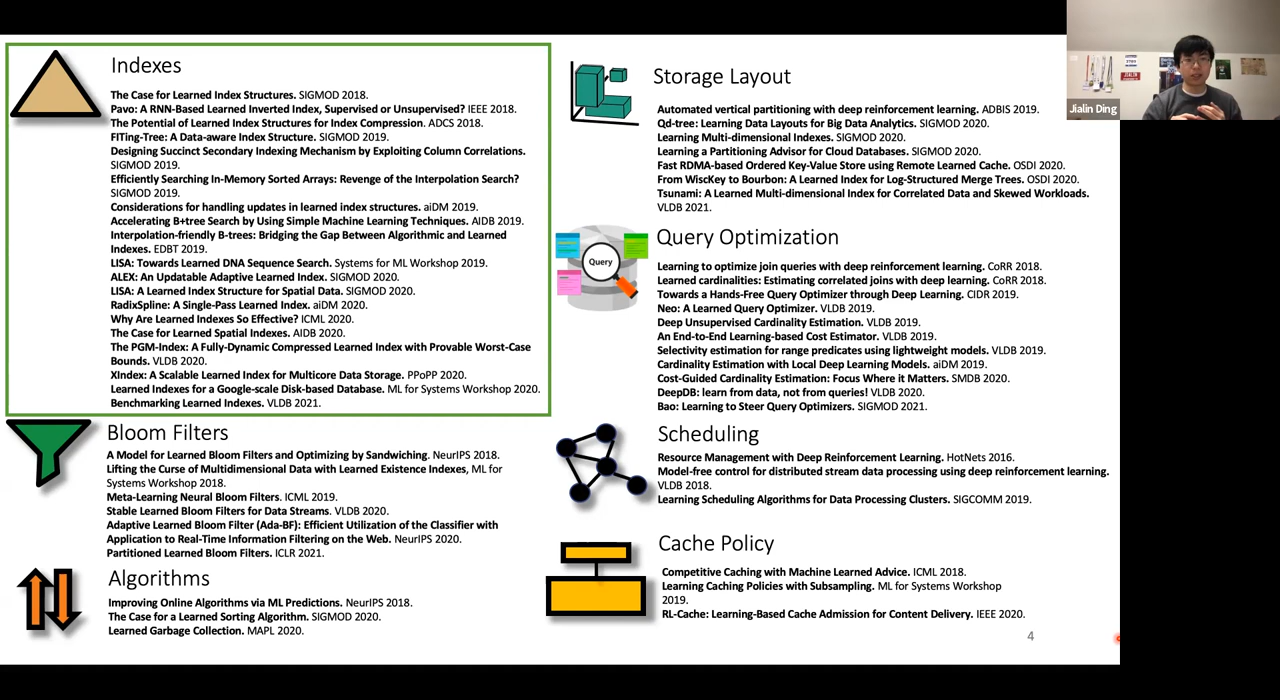 Indexes
The Case for Learned Index Structures. SIGMOD 2018.
Pavo: A RNN-Based Learned Inverted Index, Supervised or Unsupervised? IEEE 2018.
The Potential of Learned Index Structures for Index Compression. ADCS 2018.
FITing-Tree: A Data-aware Index Structure. SIGMOD 2019.
Designing Succinct Secondary Indexing Mechanism by Exploiting Column Correlations.
SIGMOD 2019.
Efficiently Searching In-Memory Sorted Arrays: Revenge of the Interpolation Search?
SIGMOD 2019.
Considerations for handling updates in learned index structures. aiDM 2019.
Accelerating B+tree Search by Using Simple Machine Learning Techniques. AIDB 2019.
Interpolation-friendly B-trees: Bridging the Gap Between Algorithmic and Learned
Indexes. EDBT 2019.
LISA: Towards Learned DNA Sequence Search. Systems for ML Workshop 2019.
ALEX: An Updatable Adaptive Learned Index. SIGMOD 2020.
LISA: A Learned Index Structure for Spatial Data. SIGMOD 2020.
RadixSpline: A Single-Pass Learned Index. aiDM 2020.
Why Are Learned Indexes So Effective? ICML 2020.
The Case for Learned Spatial Indexes. AIDB 2020.
The PGM-Index: A Fully-Dynamic Compressed Learned Index with Provable Worst-Case
Bounds. VLDB 2020.
XIndex: A Scalable Learned Index for Multicore Data Storage. PPoPP 2020.
Learned Indexes for a Google-scale Disk-based Database. ML for Systems Workshop 2020.
Benchmarking Learned Indexes. VLDB 2021.
Bloom Filters
A Model for Learned Bloom Filters and Optimizing by Sandwiching. NeurIPS 2018.
Lifting the Curse of Multidimensional Data with Learned Existence Indexes, ML for
Systems Workshop 2018.
Meta-Learning Neural Bloom Filters. ICML 2019.
Stable Learned Bloom Filters for Data Streams. VLDB 2020.
Adaptive Learned Bloom Filter (Ada-BF): Efficient Utilization of the Classifier with
Application to Real-Time Information Filtering on the Web. NeurIPS 2020.
Partitioned Learned Bloom Filters. ICLR 2021.
Algorithms
Improving Online Algorithms via ML Predictions. NeurIPS 2018.
The Case for a Learned Sorting Algorithm. SIGMOD 2020.
Learned Garbage Collection. MAPL 2020.
Storage Layout
Automated vertical partitioning with deep reinforcement learning. ADBIS 2019.
Qd-tree: Learning Data Layouts for Big Data Analytics. SIGMOD 2020.
Learning Multi-dimensional Indexes. SIGMOD 2020.
Learning a Partitioning Advisor for Cloud Databases. SIGMOD 2020.
Fast RDMA-based Ordered Key-Value Store using Remote Learned Cache. OSDI 2020.
From WiscKey to Bourbon: A Learned Index for Log-Structured Merge Trees. OSDI 2020.
Tsunami: A Learned Multi-dimensional Index for Correlated Data and Skewed Workloads.
VLDB 2021.
Query
Query Optimization
Learning to optimize join queries with deep reinforcement learning. CoRR 2018.
Learned cardinalities: Estimating correlated joins with deep learning. CoRR 2018.
Towards a Hands-Free Query Optimizer through Deep Learning. CIDR 2019.
Neo: A Learned Query Optimizer. VLDB 2019.
Deep Unsupervised Cardinality Estimation. VLDB 2019.
An End-to-End Learning-based Cost Estimator. VLDB 2019.
Selectivity estimation for range predicates using lightweight models. VLDB 2019.
Cardinality Estimation with Local Deep Learning Models. aiDM 2019.
Cost-Guided Cardinality Estimation: Focus Where it Matters. SMDB 2020.
DeepDB: learn from data, not from queries! VLDB 2020.
Bao: Learning to Steer Query Optimizers. SIGMOD 2021.
Scheduling
Resource Management with Deep Reinforcement Learning. HotNets 2016.
Model-free control for distributed stream data processing using deep reinforcement learning.
VLDB 2018.
Learning Scheduling Algorithms for Data Processing Clusters. SIGCOMM 2019.
Cache Policy
Competitive Caching with Machine Learned Advice. ICML 2018.
Learning Caching Policies with Subsampling. ML for Systems Workshop
2019.
RL-Cache: Learning-Based Cache Admission for Content Delivery. IEEE 2020.
4
Jialin Ding